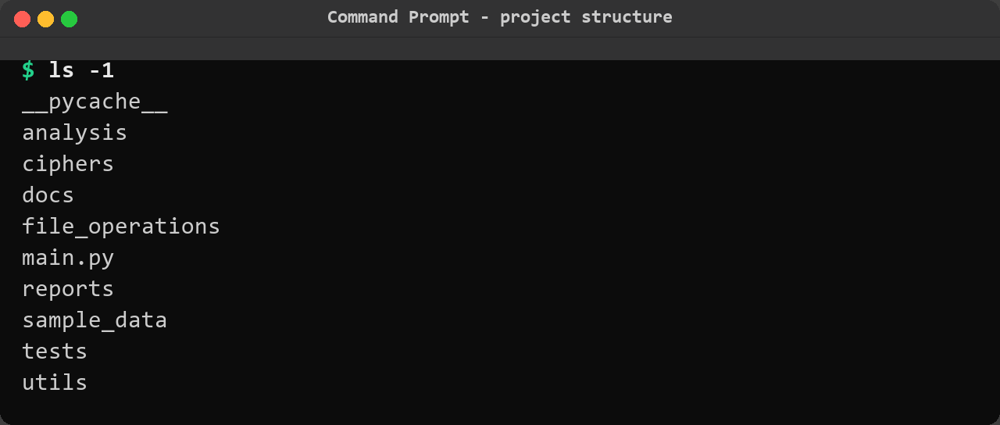 Command Prompt - project structure
$ ls -1
__pycache__
analysis
ciphers
docs
file_operations
main.py
reports
sample_data
tests
utils